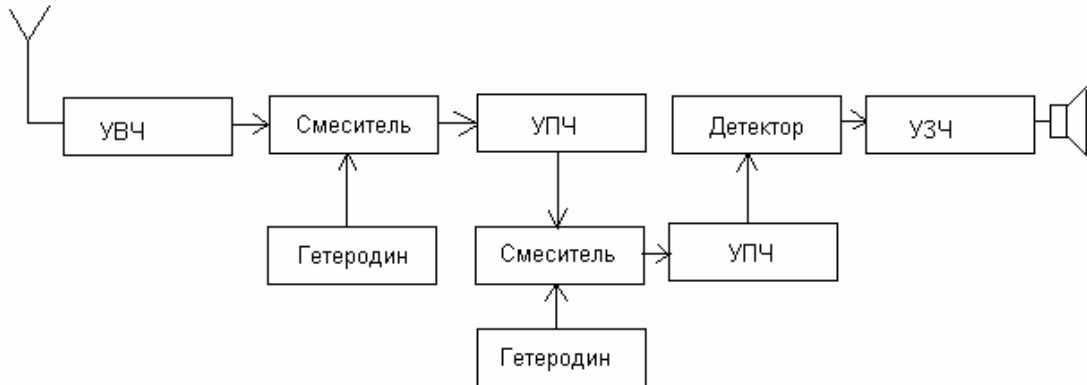 УВЧ
Смеситель
УПЧ
Детектор
УЗЧ
Гетеродин
Смеситель
УПЧ
Гетеродин